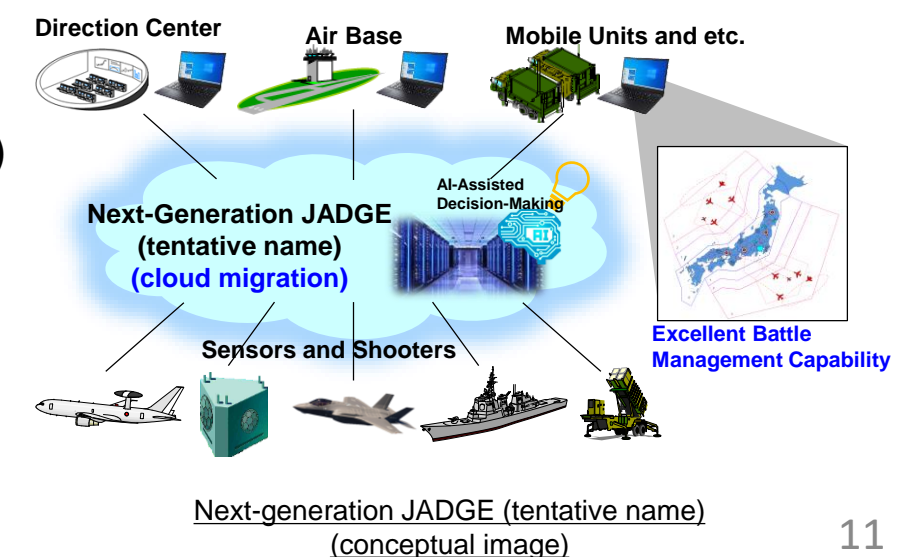 Direction Center
Air Base
Mobile Units and etc.
)
AI-Assisted
Decision-Making
AI
Next-Generation JADGE
(tentative name)
(cloud migration)
Excellent Battle
Management Capability
Sensors and Shooters
Next-generation JADGE (tentative name)
(conceptual image)
11